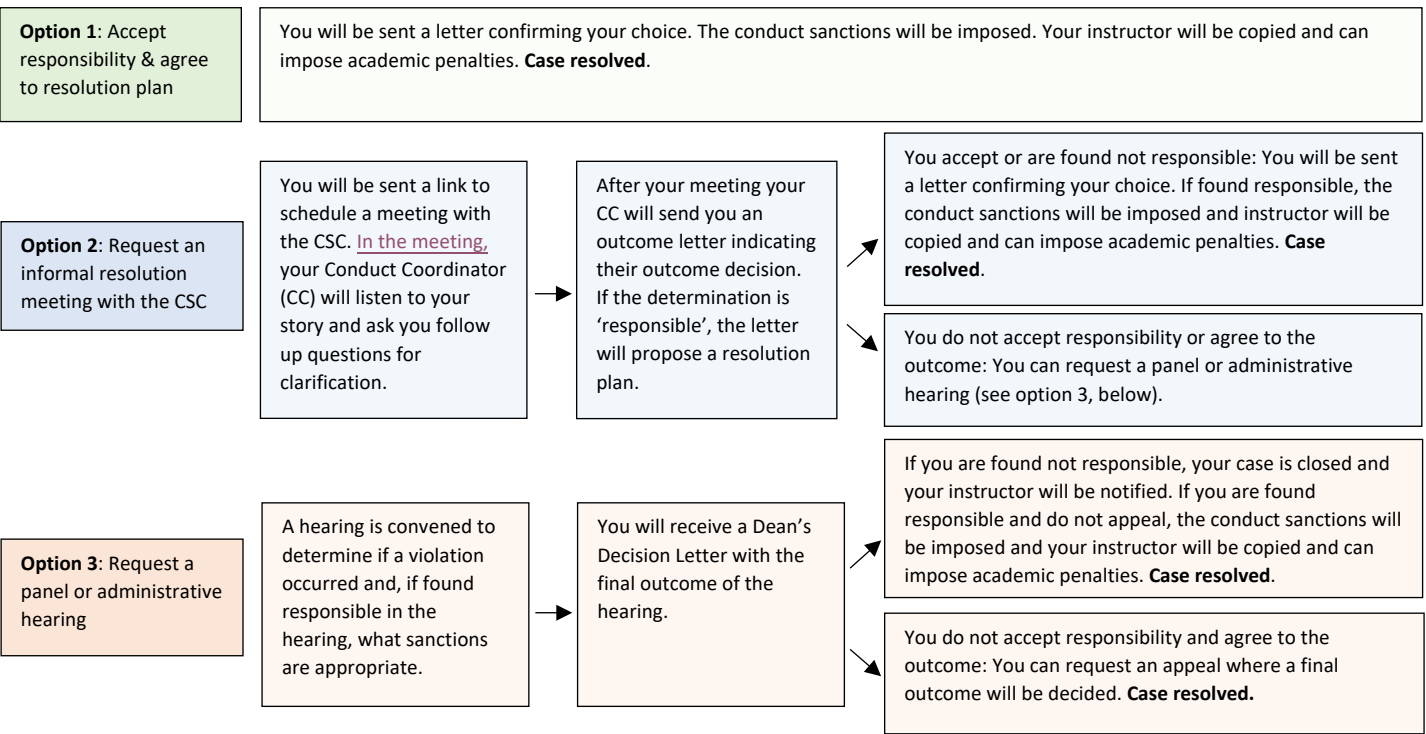 Option 1: Accept
responsibility & agree
to resolution plan
You will be sent a letter confirming your choice. The conduct sanctions will be imposed. Your instructor will be copied and can
impose academic penalties. Case resolved.
Option 2: Request an
informal resolution
meeting with the CSC
You will be sent a link to
schedule a meeting with
the CSC. In the meeting,
your Conduct Coordinator
(CC) will listen to your
story and ask you follow
up questions for
clarification.
After your meeting your
CC will send you an
outcome letter indicating
their outcome decision.
If the determination is
‘responsible’, the letter
will propose a resolution
plan.
You accept or are found not responsible: You will be sent
a letter confirming your choice. If found responsible, the
conduct sanctions will be imposed and instructor will be
copied and can impose academic penalties. Case
resolved.
You do not accept responsibility or agree to the
outcome: You can request a panel or administrative
hearing (see option 3, below).
Option 3: Request a
panel or administrative
hearing
A hearing is convened to
determine if a violation
occurred and, if found
responsible in the
hearing, what sanctions
are appropriate.
You will receive a Dean’s
Decision Letter with the
final outcome of the
hearing.
If you are found not responsible, your case is closed and
your instructor will be notified. If you are found
responsible and do not appeal, the conduct sanctions will
be imposed and your instructor will be copied and can
impose academic penalties. Case resolved.
You do not accept responsibility and agree to the
outcome: You can request an appeal where a final
outcome will be decided. Case resolved.